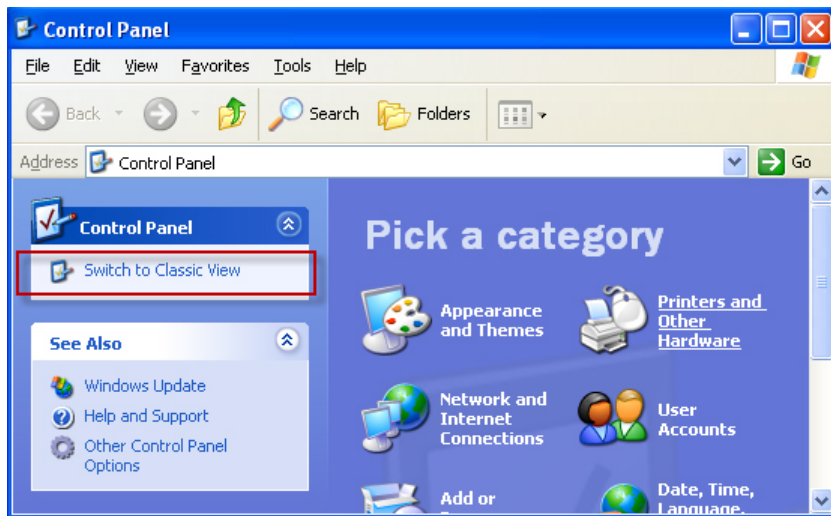 Control Panel
File Edit View Favorites Tools Help
Back Search Folders
Address Control Panel Go
Control Panel
Switch to Classic View
See Also
Windows Update
Help and Support
Other Control Panel
Options
Pick a category
Appearance
and Themes
Printers and
Other
Hardware
Network and
Internet
Connections
User
Accounts
Add or
Date, Time,
Language,